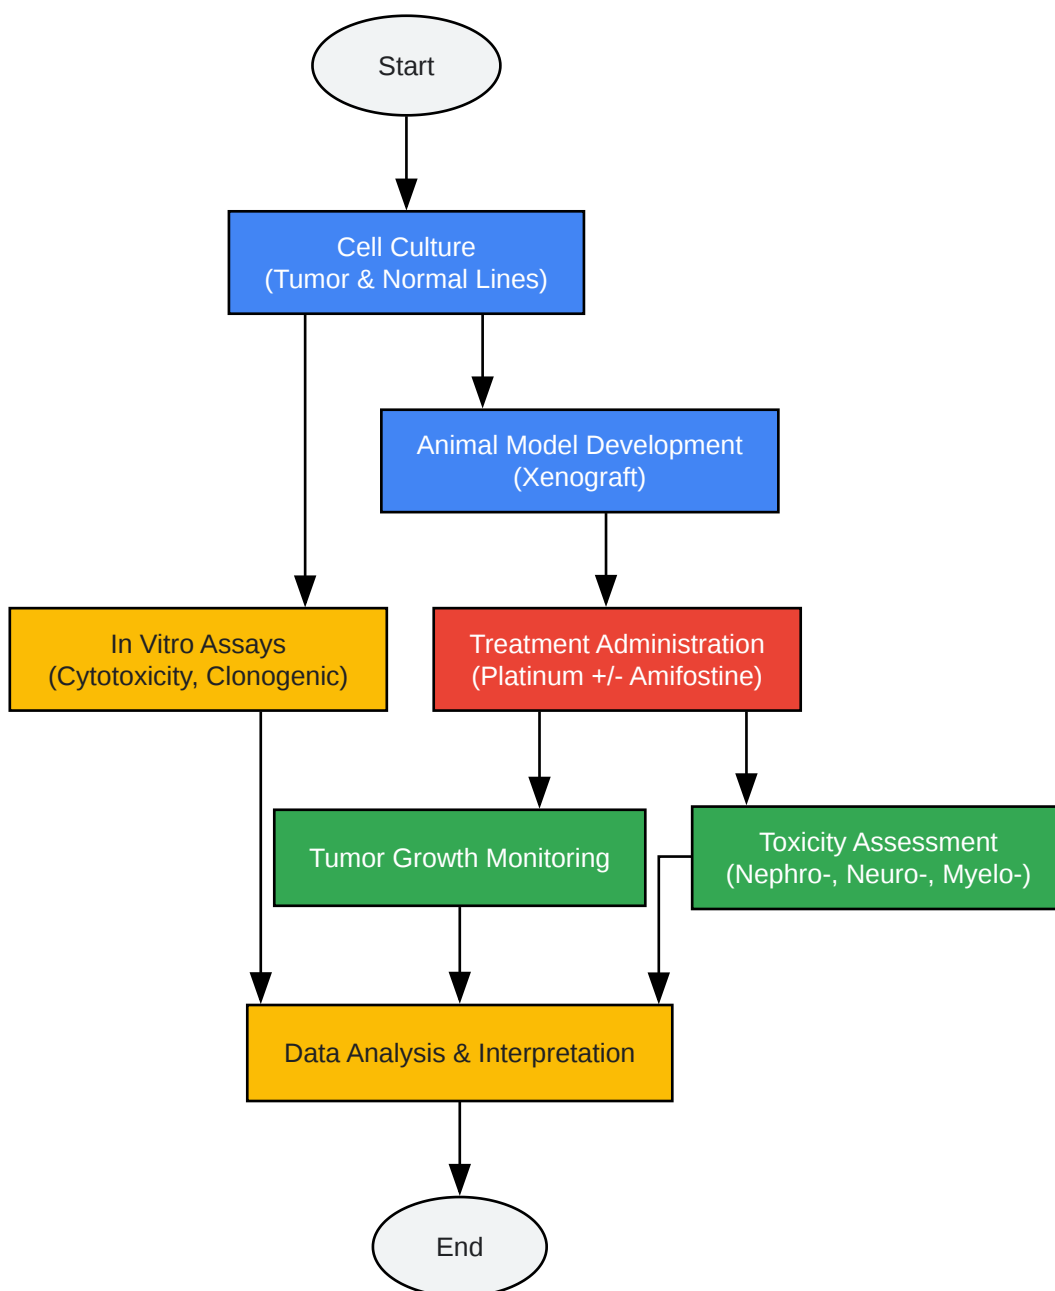 Start
Cell Culture
(Tumor & Normal Lines)
Animal Model Development
(Xenograft)
In Vitro Assays
(Cytotoxicity, Clonogenic)
Treatment Administration
(Platinum +/- Amifostine)
Tumor Growth Monitoring
Toxicity Assessment
(Nephro-, Neuro-, Myelo-)
Data Analysis & Interpretation
End